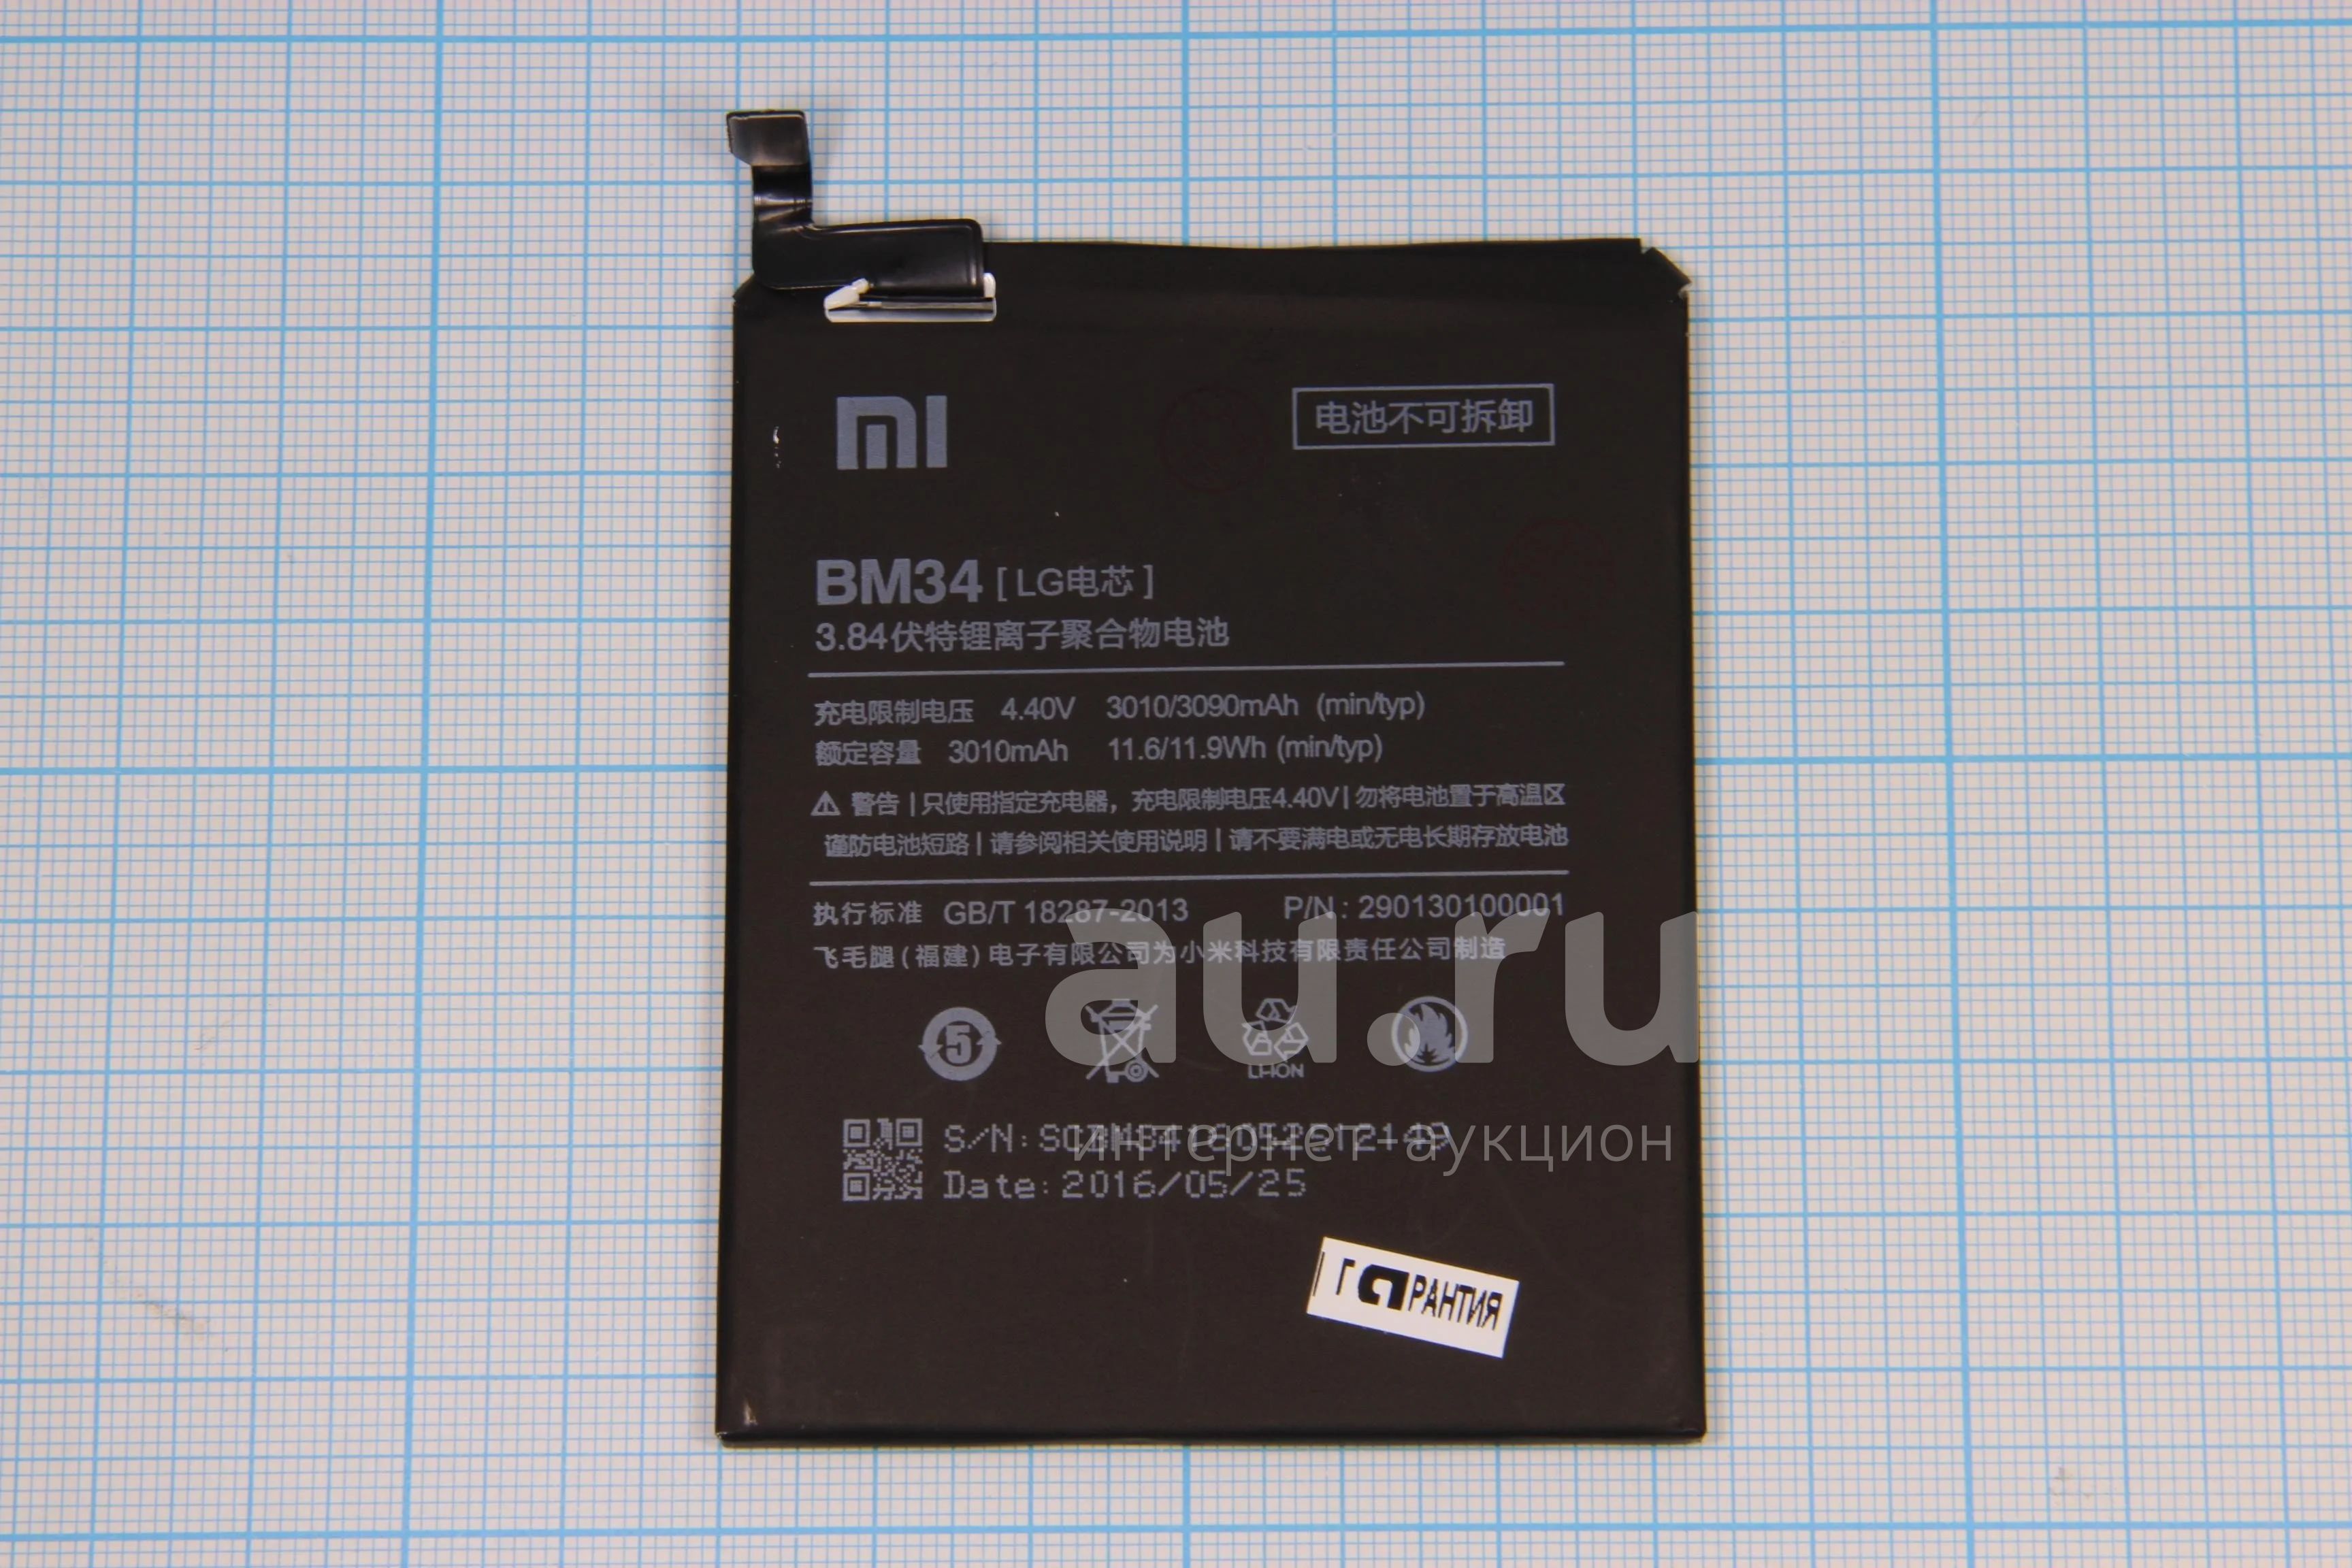 mi
电池不可拆卸
BM34 [ LG电芯 ]
3.84伏特锂离子聚合物电池
充电限制电压 4.40V 3010/3090mAh (min/typ)
额定容量 3010mAh 11.6/11.9Wh (min/typ)
警告 | 只使用指定充电器，充电限制电压4.40V | 勿将电池置于高温区
谨防电池短路 | 请参阅相关使用说明 | 请不要满电或无电长期存放电池
执行标准 GB/T 18287-2013 P/N : 290130100001
飞毛腿 ( 福建 ) 电子有限公司为小米科技有限责任公司制造
au.ru
5
LI-ION
S/N:
интернет-аукцион
Date: 2016/05/25
ГаРАНТИЯ